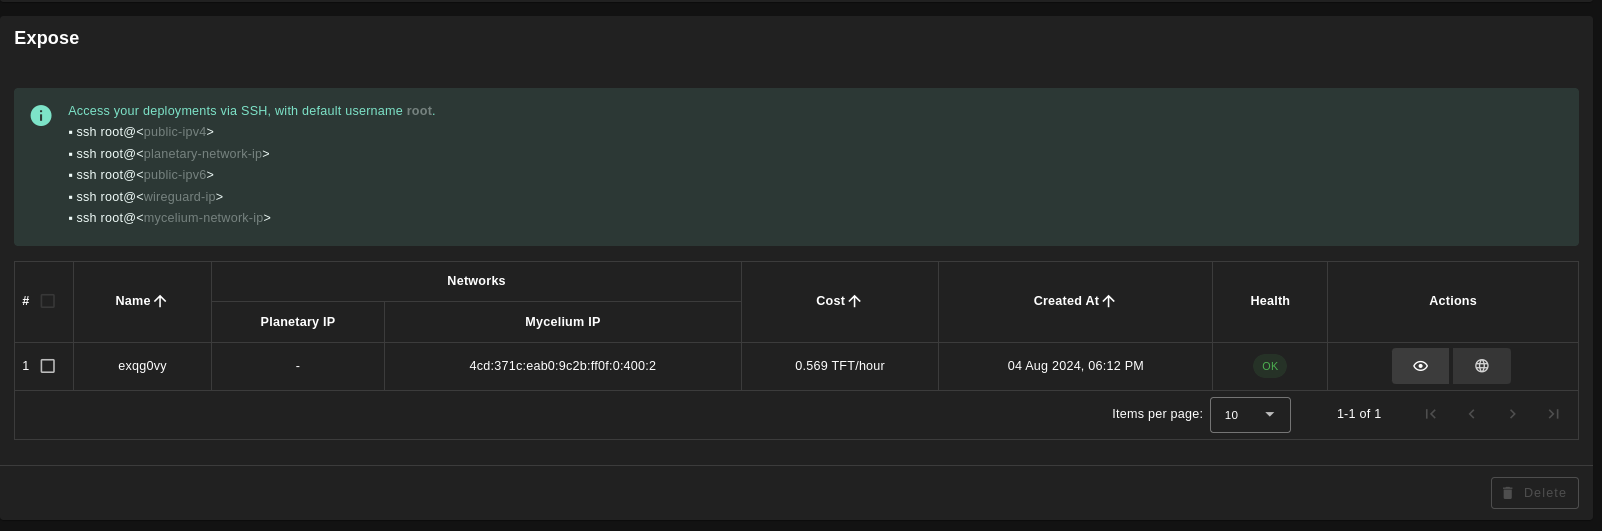 Expose
Access your deployments via SSH, with default username root.
▪ ssh root@<public-ipv4>
▪ ssh root@<planetary-network-ip>
▪ ssh root@<public-ipv6>
▪ ssh root@<wireguard-ip>
▪ ssh root@<mycelium-network-ip>
# Name Networks Cost Created At Health Actions
Planetary IP Mycelium IP
1 exqg0vy - 4cd:371c:eab0:9c2b:ff0f:0:400:2 0.569 TFT/hour 04 Aug 2024, 06:12 PM OK
Items per page: 10 1-1 of 1
Delete